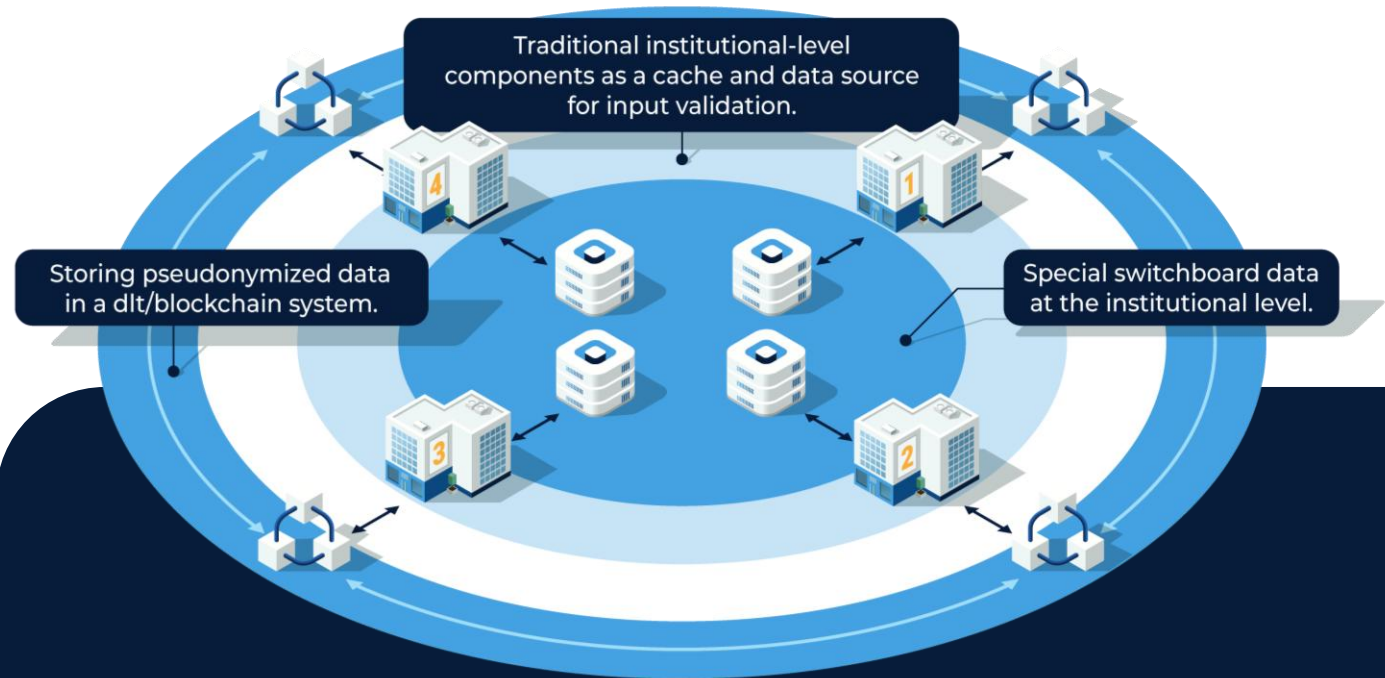 Traditional institutional-level
components as a cache and data source
for input validation.
4
1
Storing pseudonymized data
in a dlt/blockchain system.
Special switchboard data
at the institutional level.
3
2